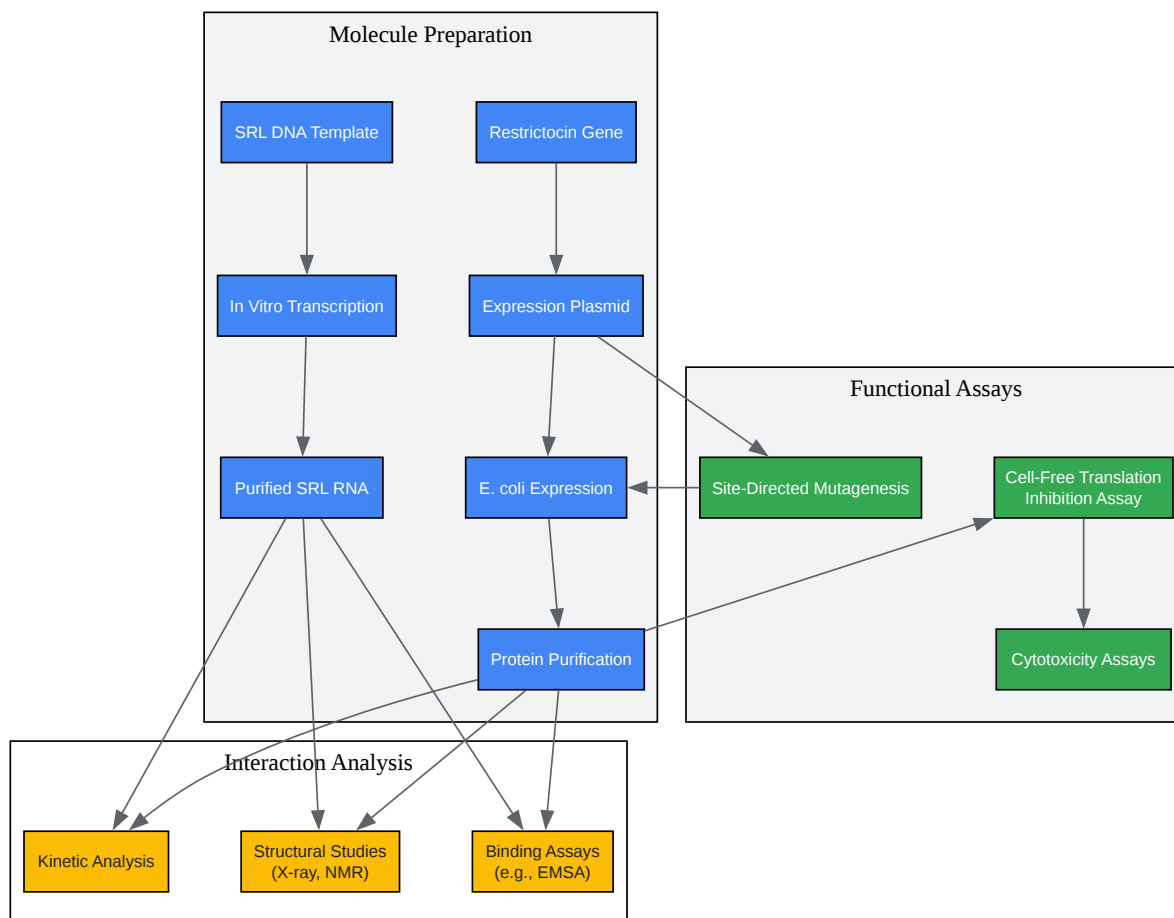 Molecule Preparation
SRL DNA Template
Restrictocin Gene
In Vitro Transcription
Expression Plasmid
Functional Assays
Purified SRL RNA
E. coli Expression
Site-Directed Mutagenesis
Cell-Free Translation
Inhibition Assay
Protein Purification
Cytotoxicity Assays
Interaction Analysis
Kinetic Analysis
Structural Studies
(X-ray, NMR)
Binding Assays
(e.g., EMSA)